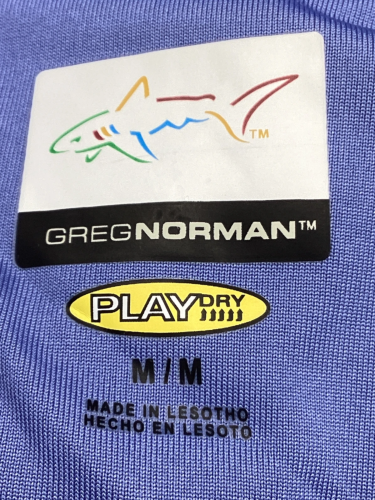 TM
GREGNORMAN™
PLAYDRY
M/M
MADE IN LESOTHO
HECHO EN LESOTO